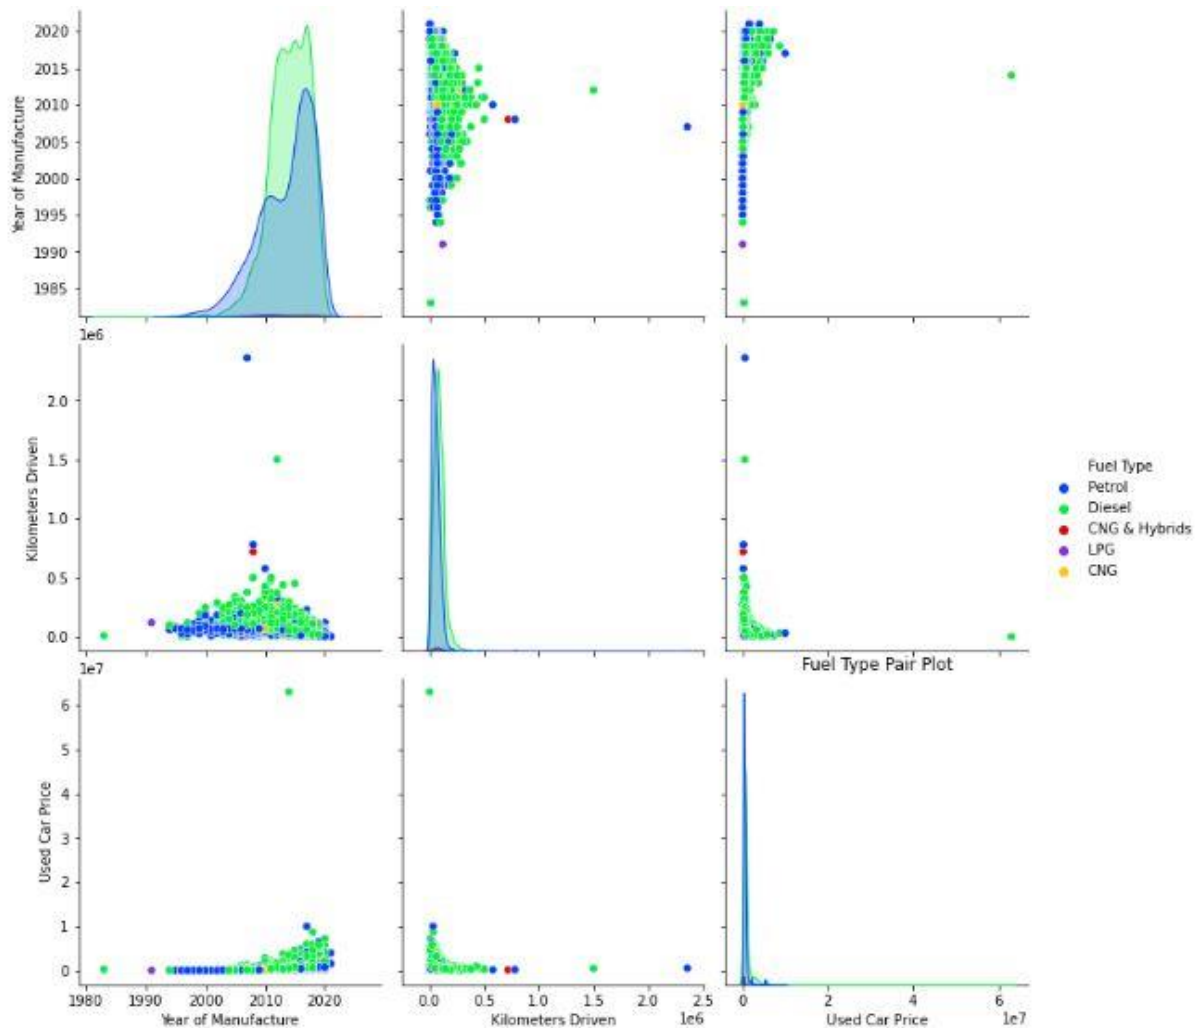 2020
2015
2010
2005
2000
1995
1990
1985
Year of Manufacture
1e6
2.0
1.5
1.0
0.5
0.0
Kilometers Driven
Fuel Type
Petrol
Diesel
CNG & Hybrids
LPG
CNG
1e7
Fuel Type Pair Plot
6
5
4
3
2
1
0
Used Car Price
1980 1990 2000 2010 2020
Year of Manufacture
0.0 0.5 1.0 1.5 2.0 2.5
1e6
Kilometers Driven
0 2 4 6
1e7
Used Car Price